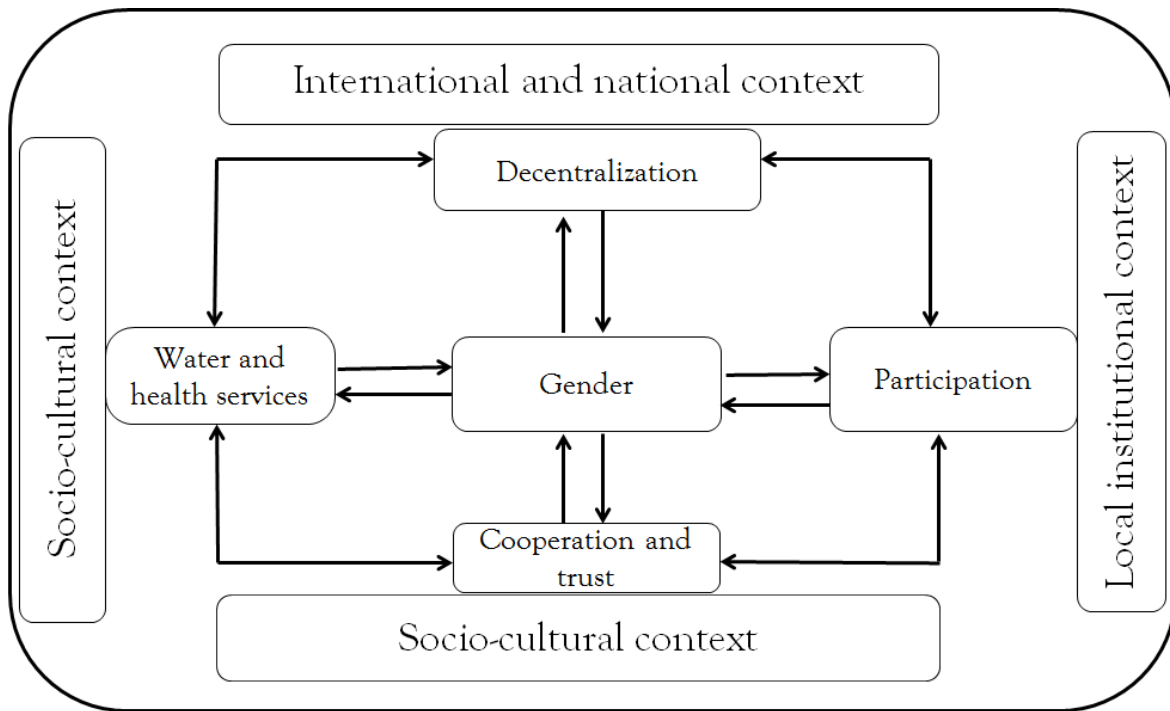 International and national context
Decentralization
Socio-cultural context
Water and
health services
Gender
Participation
Local institutional context
Cooperation and
trust
Socio-cultural context